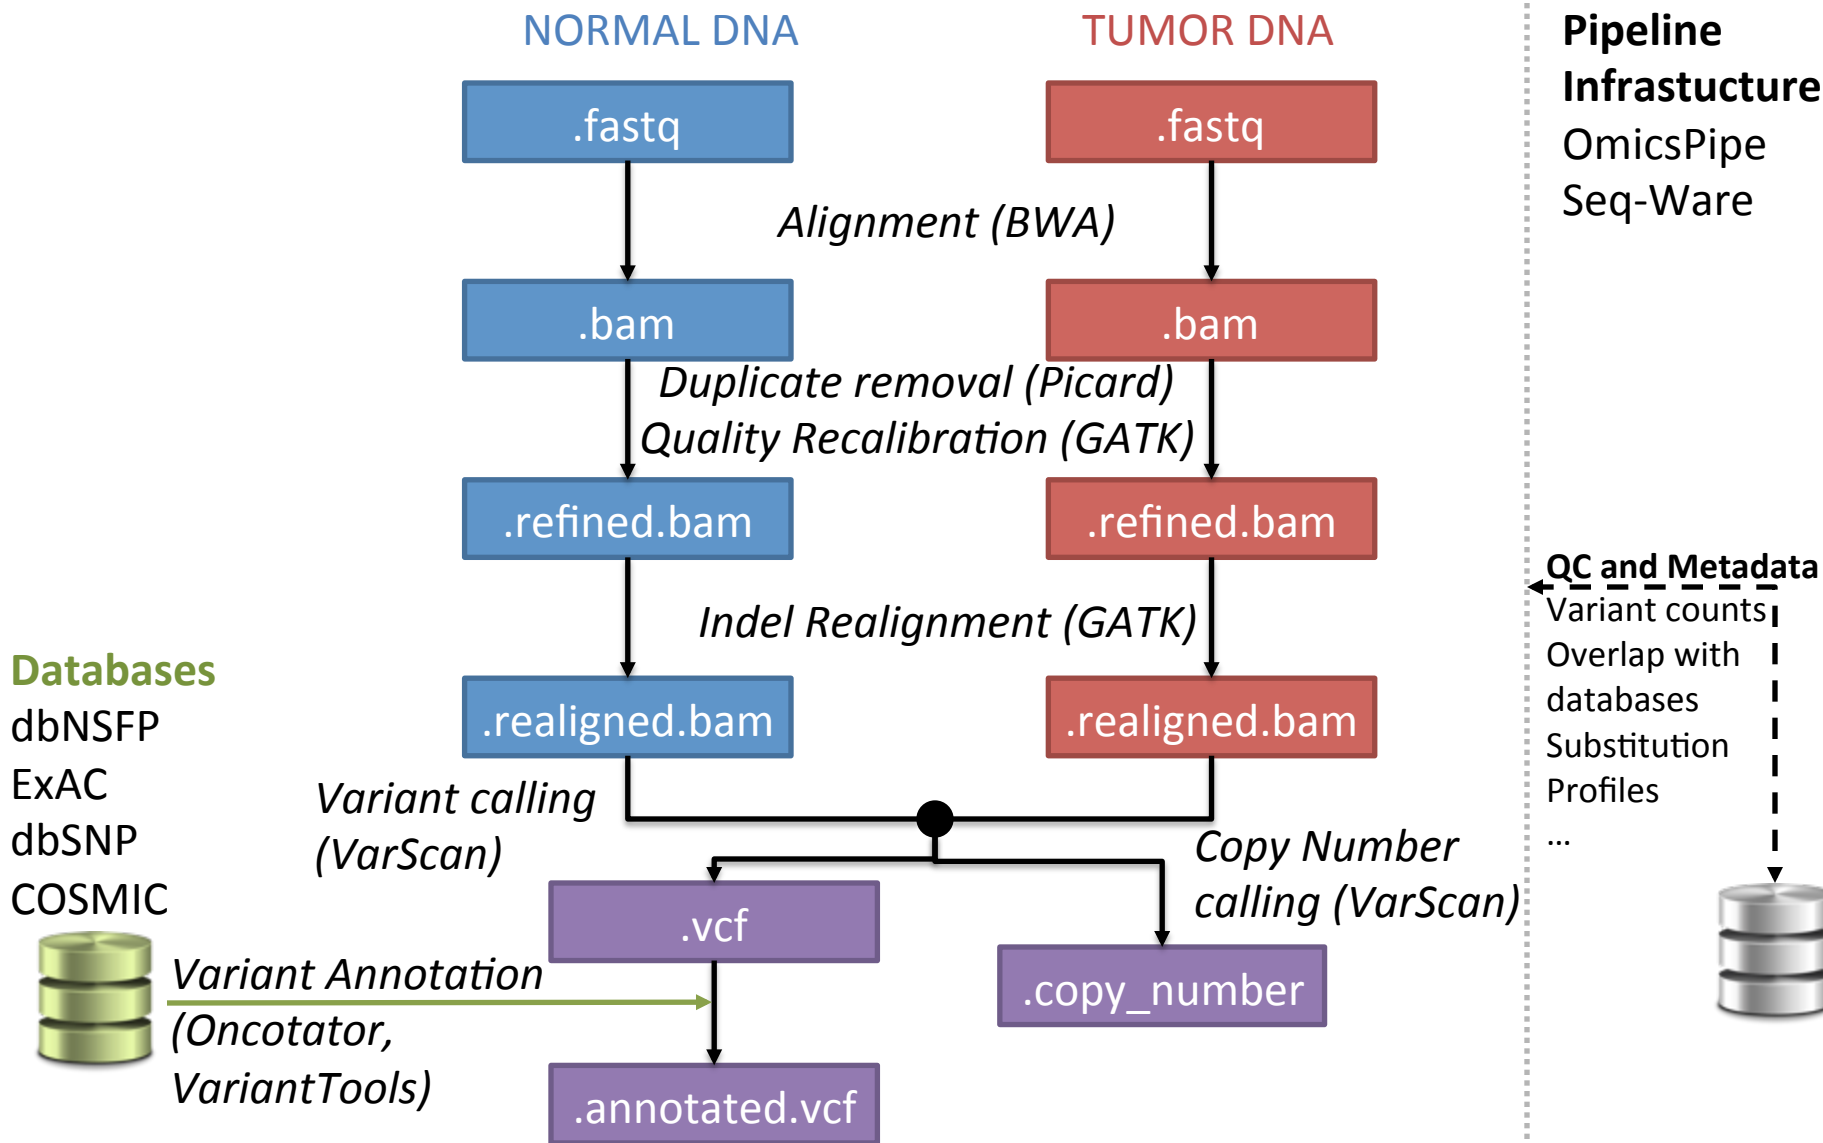 NORMAL DNA
TUMOR DNA
.fastq
.fastq
Alignment (BWA)
.bam
.bam
Duplicate removal (Picard)
Quality Recalibration (GATK)
.refined.bam
.refined.bam
Indel Realignment (GATK)
.realigned.bam
.realigned.bam
Variant calling
(VarScan)
Copy Number
calling (VarScan)
.vcf
.copy_number
Databases
dbNSFP
ExAC
dbSNP
COSMIC
Variant Annotation
(Oncotator,
VariantTools)
.annotated.vcf
Pipeline
Infrastucture
OmicsPipe
Seq-Ware
QC and Metadata
Variant counts
Overlap with
databases
Substitution
Profiles
...